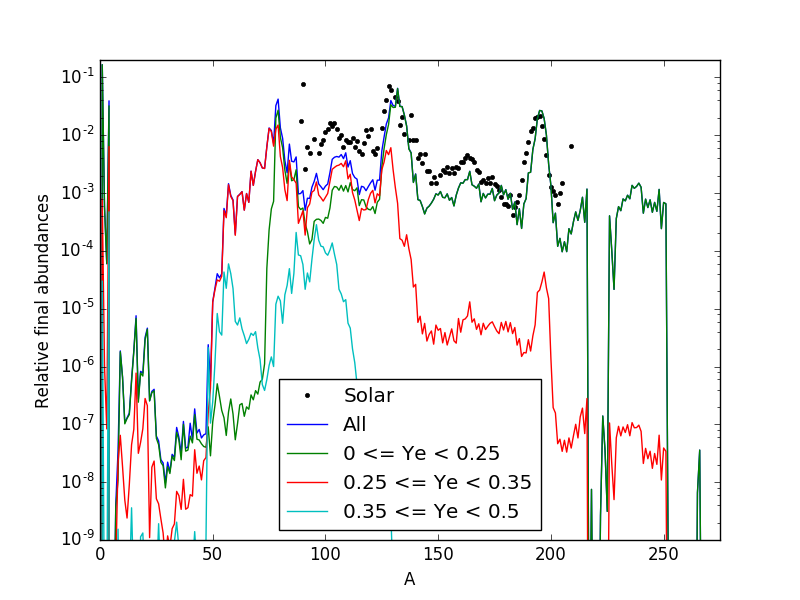 10^-1
10^-2
10^-3
10^-4
10^-5
10^-6
10^-7
10^-8
10^-9
Relative final abundances
Solar
All
0 <= Ye < 0.25
0.25 <= Ye < 0.35
0.35 <= Ye < 0.5
0 50 100 150 200 250
A